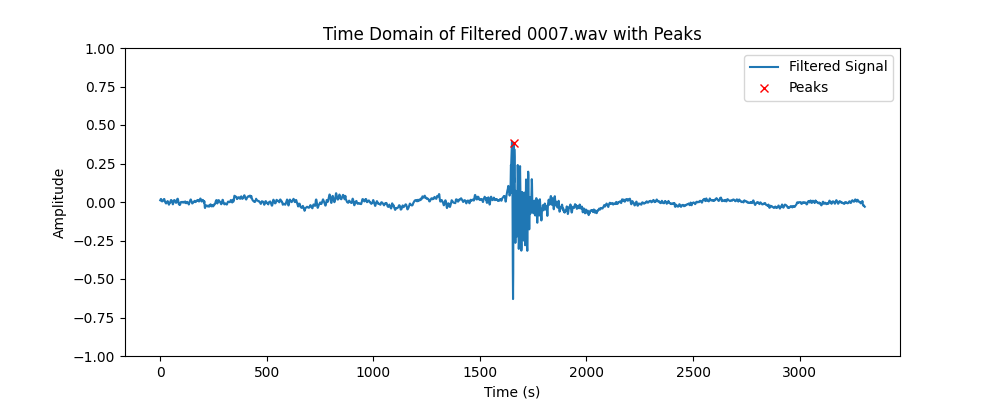 Time Domain of Filtered 0007.wav with Peaks
1.00
0.75
0.50
0.25
0.00
−0.25
−0.50
−0.75
−1.00
Amplitude
Filtered Signal
Peaks
0 500 1000 1500 2000 2500 3000
Time (s)